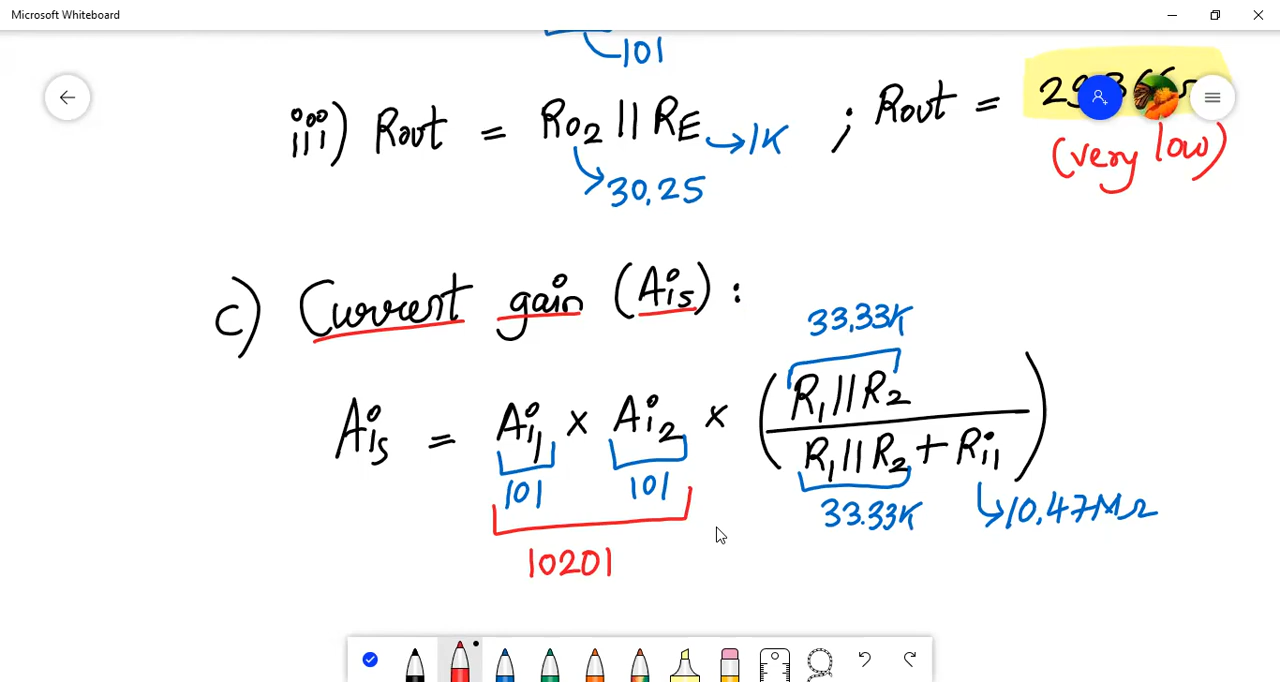 Microsoft Whiteboard
101
iii) Rout = Ro2 || RE ; Rout =
1K
(very low)
30.25
c) Current gain (Ais) :
33.33K
Ais = Ai1 × Ai2 × (R1||R2 / R1||R2 + Ri1)
101 101 33.33K 10.47MΩ
10201